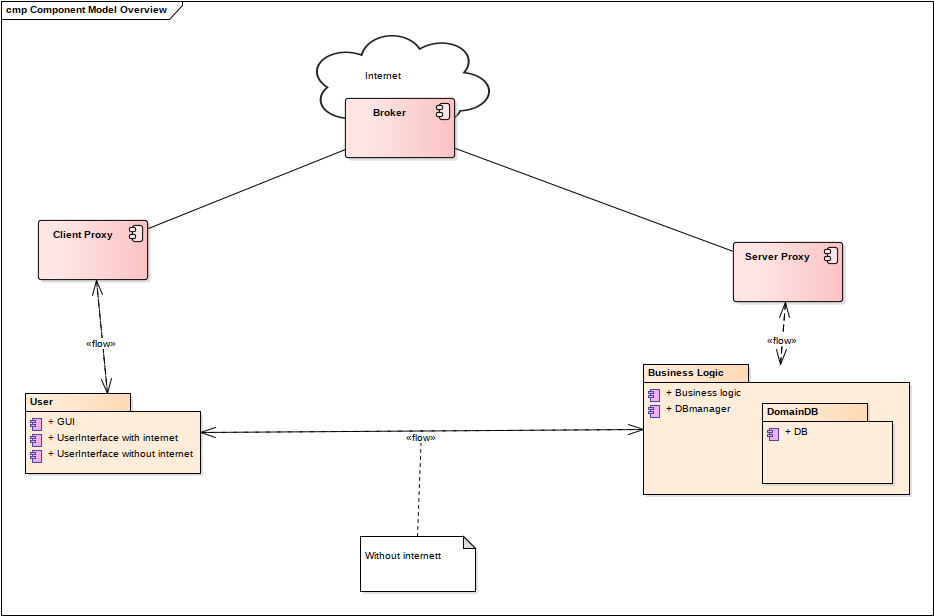 cmp Component Model Overview
Internet
Broker
Client Proxy
Server Proxy
«flow»
«flow»
User
+ GUI
+ UserInterface with internet
+ UserInterface without internet
«flow»
Business Logic
+ Business logic
+ DBmanager
DomainDB
+ DB
Without internett